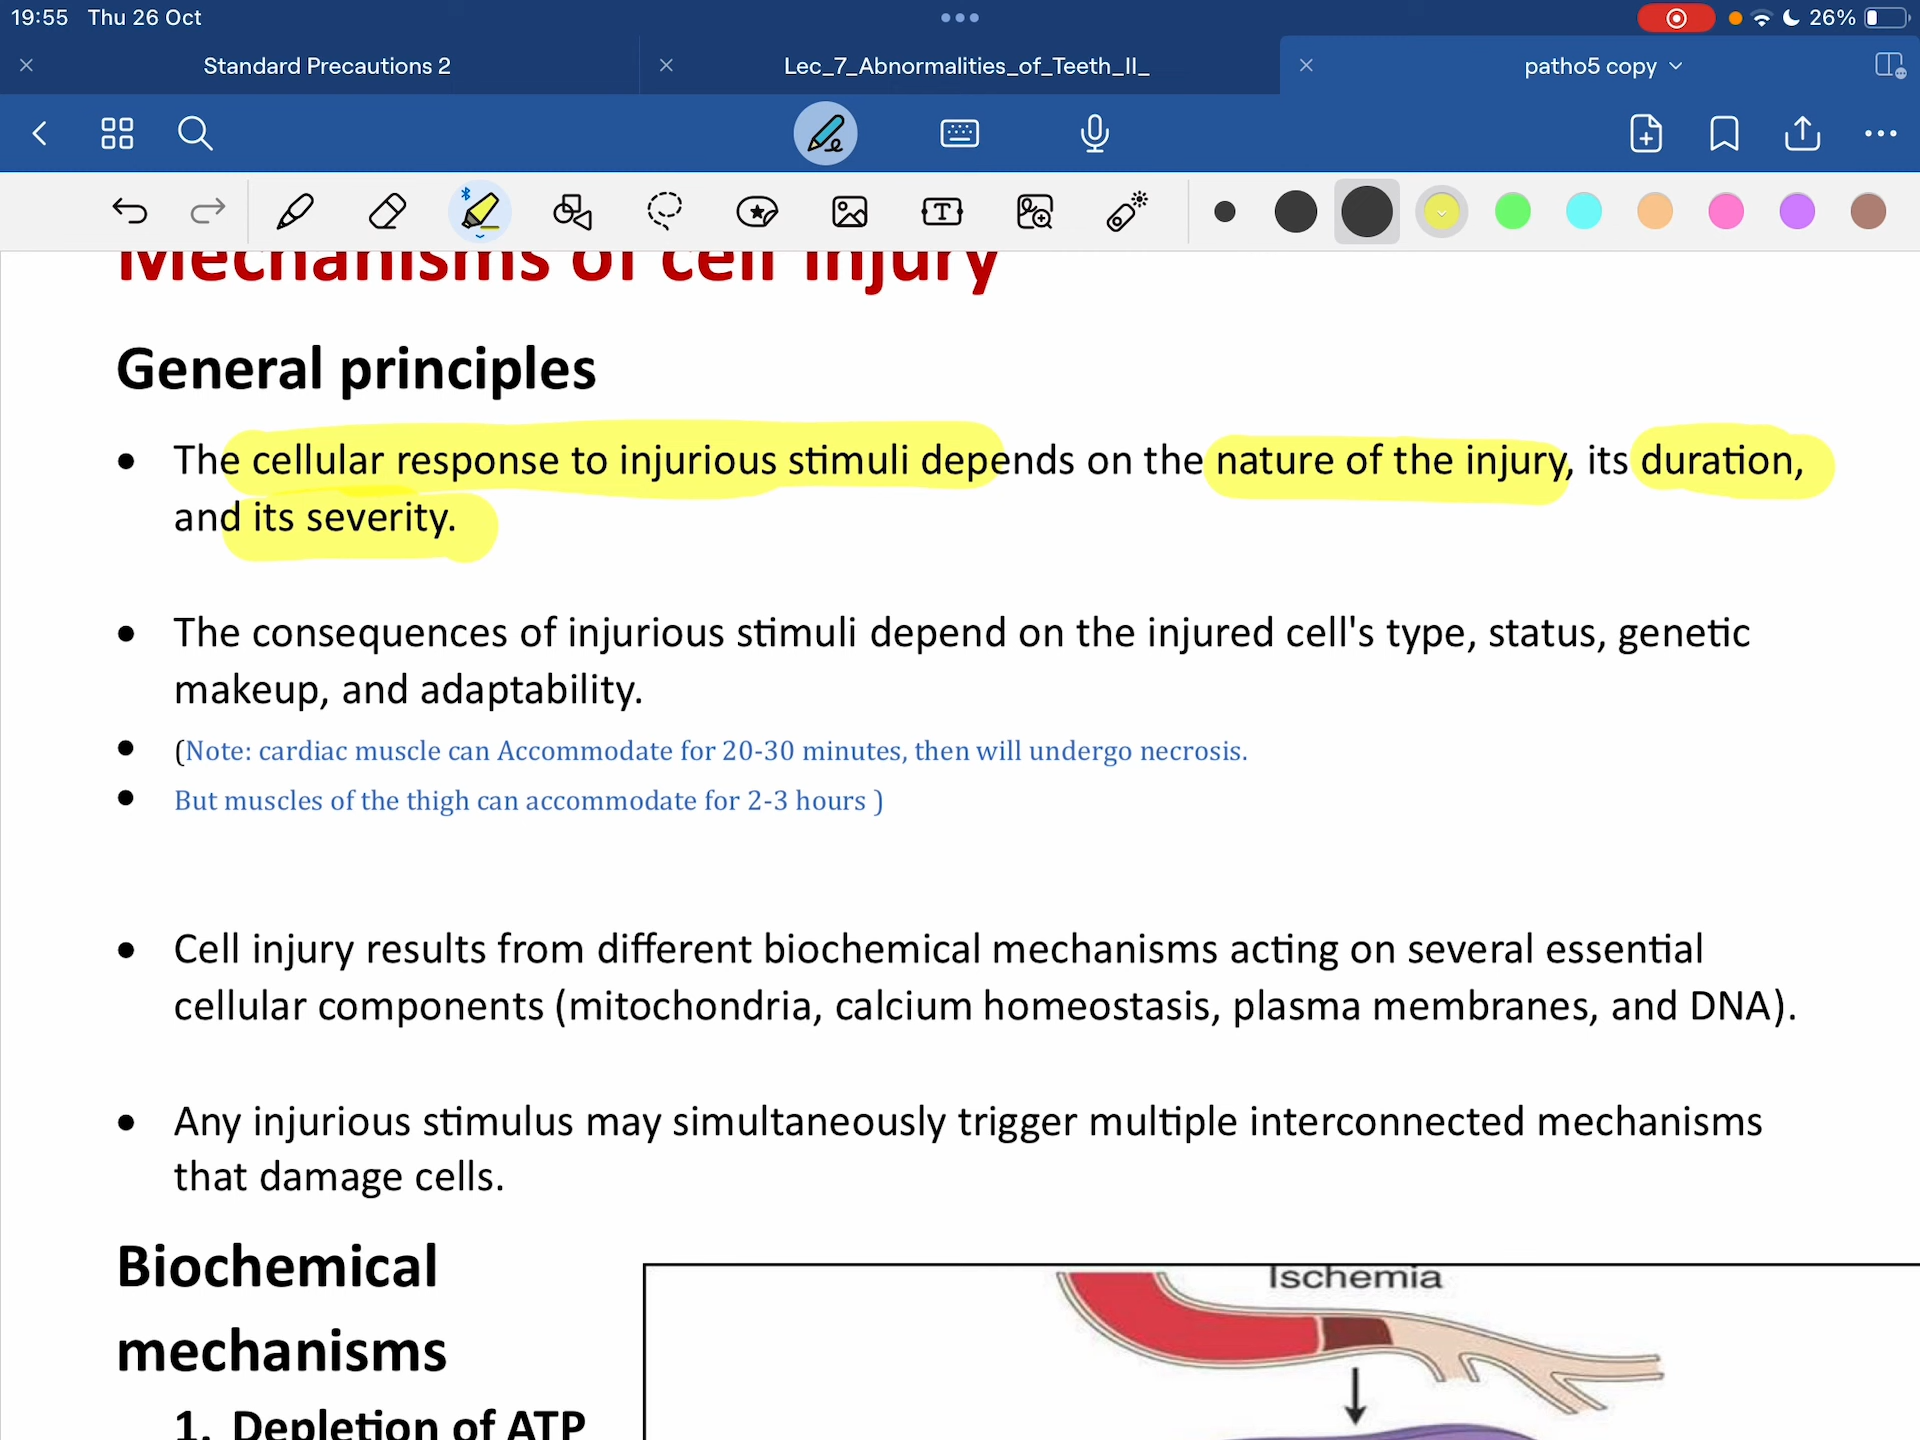 19:55 Thu 26 Oct
26%
Standard Precautions 2
Lec_7_Abnormalities_of_Teeth_II_
patho5 copy
Mechanisms of cell injury
General principles
• The cellular response to injurious stimuli depends on the nature of the injury, its duration,
and its severity.
• The consequences of injurious stimuli depend on the injured cell's type, status, genetic
makeup, and adaptability.
• (Note: cardiac muscle can Accommodate for 20-30 minutes, then will undergo necrosis.
• But muscles of the thigh can accommodate for 2-3 hours )
• Cell injury results from different biochemical mechanisms acting on several essential
cellular components (mitochondria, calcium homeostasis, plasma membranes, and DNA).
• Any injurious stimulus may simultaneously trigger multiple interconnected mechanisms
that damage cells.
Biochemical
mechanisms
1. Depletion of ATP
Ischemia